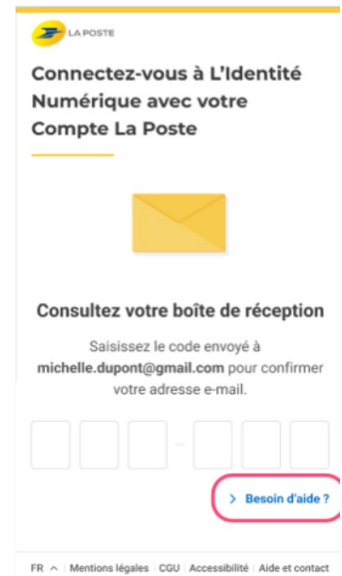 LA POSTE
Connectez-vous à L'Identité
Numérique avec votre
Compte La Poste
Consultez votre boîte de réception
Saisissez le code envoyé à
michelle.dupont@gmail.com pour confirmer
votre adresse e-mail.
> Besoin d'aide ?
FR ^ Mentions légales CGU Accessibilité Aide et contact